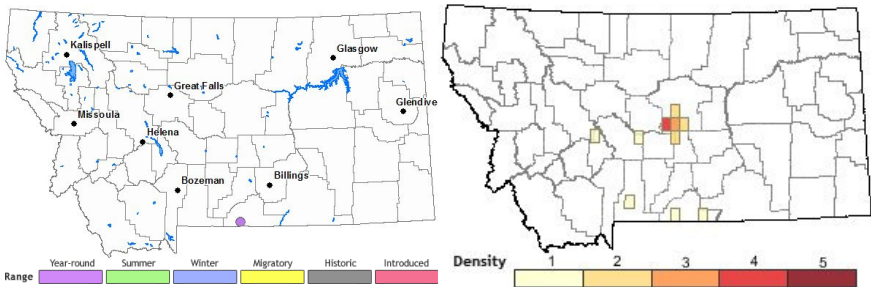 Kalispell
Glasgow
Great Falls
Glendive
Missoula
Helena
Bozeman
Billings
Range
Year-round Summer Winter Migratory Historic Introduced
Density
1 2 3 4 5